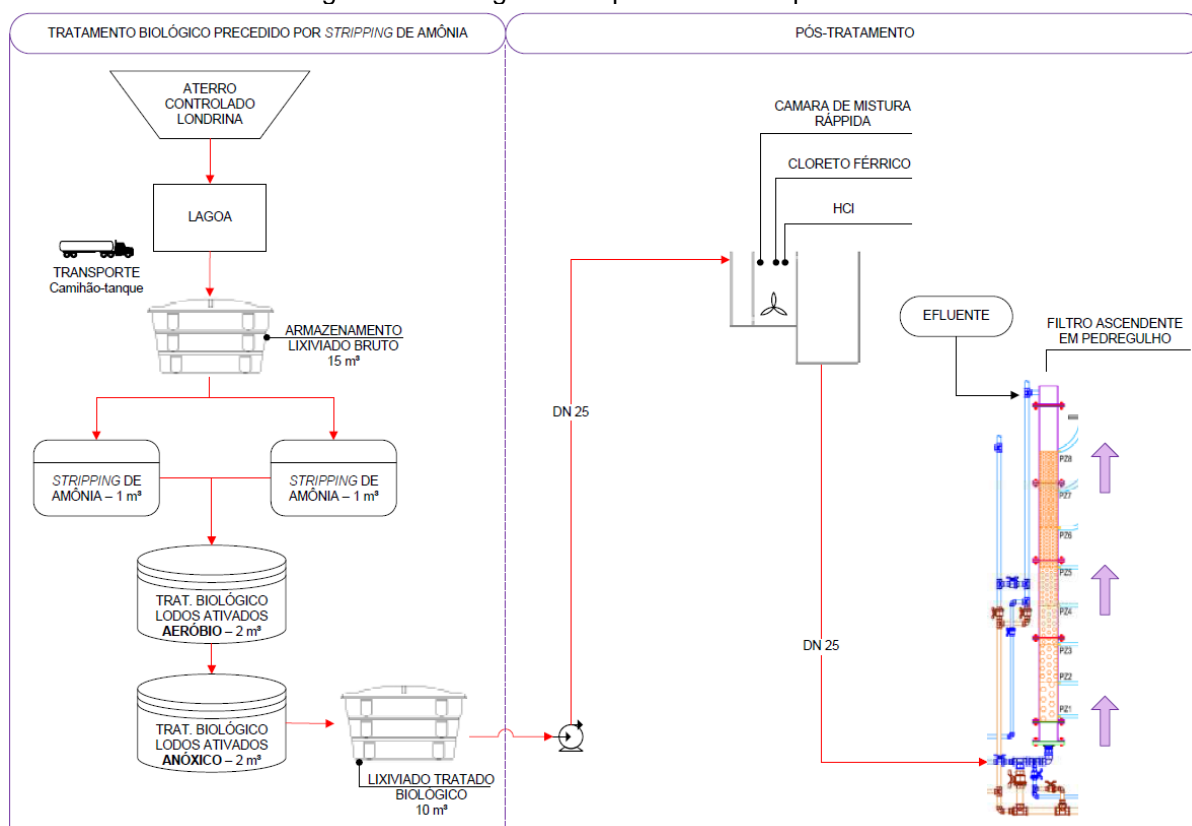 TRATAMENTO BIOLÓGICO PRECEDIDO POR STRIPPING DE AMÔNIA
PÓS-TRATAMENTO
ATERRO
CONTROLADO
LONDRINA
LAGOA
TRANSPORTE
Camihão-tanque
ARMAZENAMENTO
LIXIVIADO BRUTO
15 m³
STRIPPING DE
AMÔNIA – 1 m³
STRIPPING DE
AMÔNIA – 1 m³
TRAT. BIOLÓGICO
LODOS ATIVADOS
AERÓBIO – 2 m³
TRAT. BIOLÓGICO
LODOS ATIVADOS
ANÓXICO – 2 m³
LIXIVIADO TRATADO
BIOLÓGICO
10 m³
DN 25
CAMARA DE MISTURA
RÁPPIDA
CLORETO FÉRRICO
HCl
DN 25
EFLUENTE
FILTRO ASCENDENTE
EM PEDREGULHO
PZ8
PZ7
PZ6
PZ5
PZ4
PZ3
PZ2
PZ1